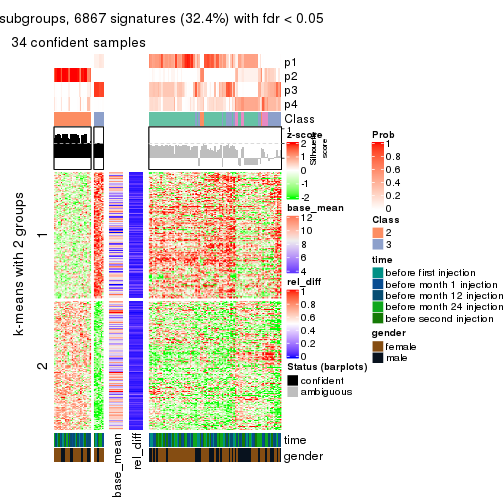 subgroups, 6867 signatures (32.4%) with fdr < 0.05
34 confident samples
p1
p2
p3
p4
Class
1
Silhouette
score
z-score
2
1
0
-1
-2
base_mean
12
10
8
6
4
rel_diff
1
0.8
0.6
0.4
0.2
0
Status (barplots)
confident
ambiguous
Prob
1
0.8
0.6
0.4
0.2
0
Class
2
3
time
before first injection
before month 1 injection
before month 12 injection
before month 24 injection
before second injection
gender
female
male
k-means with 2 groups
1
2
time
gender
base_mean
rel_diff